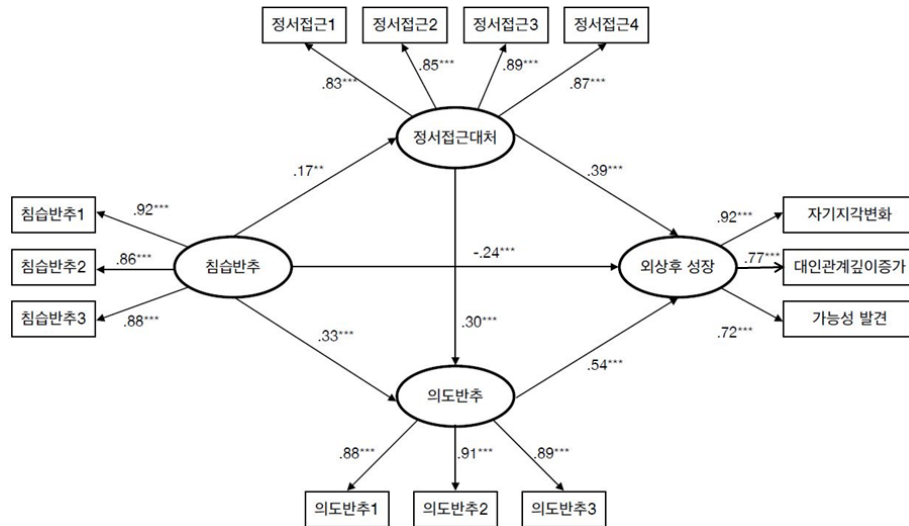 정서접근1
정서접근2
정서접근3
정서접근4
.83***
.85***
.89***
.87***
정서접근대처
.17**
.39***
침습반추1
침습반추2
침습반추3
.92***
.86***
.88***
침습반추
-.24***
외상후 성장
.92***
.77***
.72***
자기지각변화
대인관계깊이증가
가능성 발견
.33***
.30***
.54***
의도반추
.88***
.91***
.89***
의도반추1
의도반추2
의도반추3